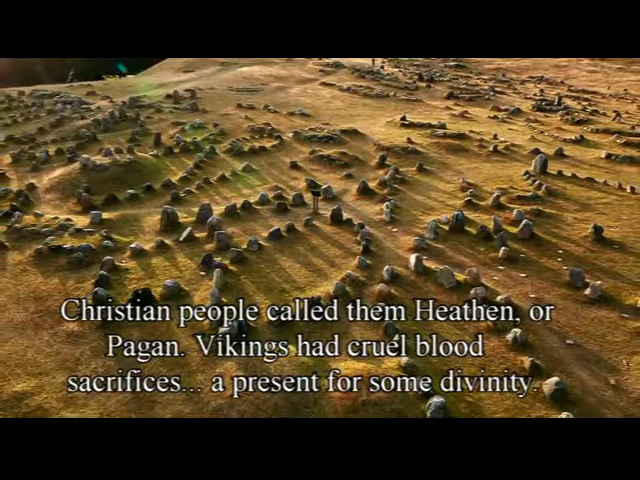 Christian people called them Heathen, or
Pagan. Vikings had cruel blood
sacrifices... a present for some divinity.